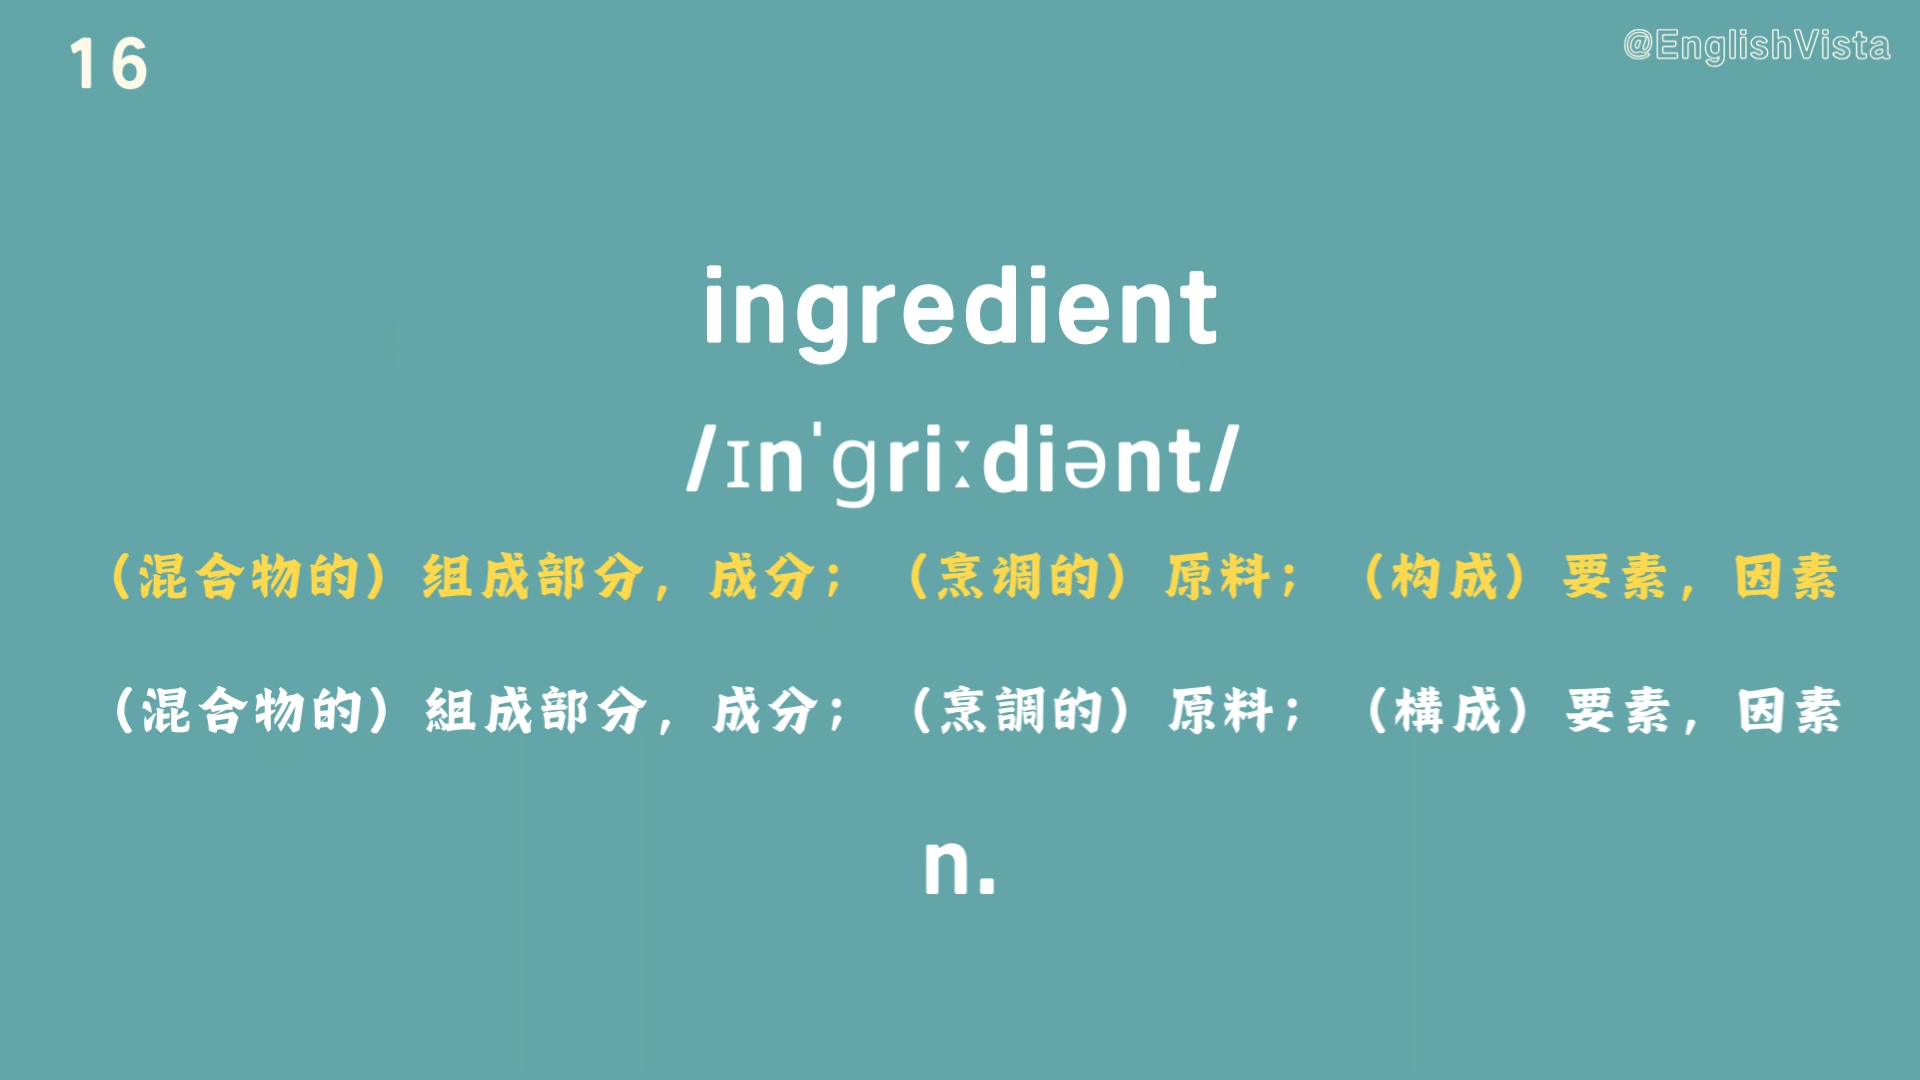 16
@EnglishVista
ingredient
/ɪnˈɡriːdiənt/
（混合物的）组成部分，成分；（烹调的）原料；（构成）要素，因素
（混合物的）組成部分，成分；（烹調的）原料；（構成）要素，因素
n.